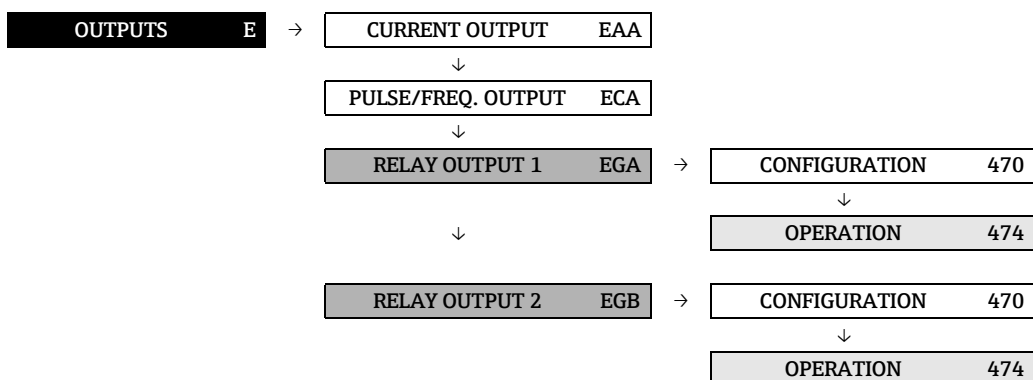 OUTPUTS E → CURRENT OUTPUT EAA
↓
PULSE/FREQ. OUTPUT ECA
↓
RELAY OUTPUT 1 EGA → CONFIGURATION 470
↓
↓ OPERATION 474
RELAY OUTPUT 2 EGB → CONFIGURATION 470
↓
OPERATION 474